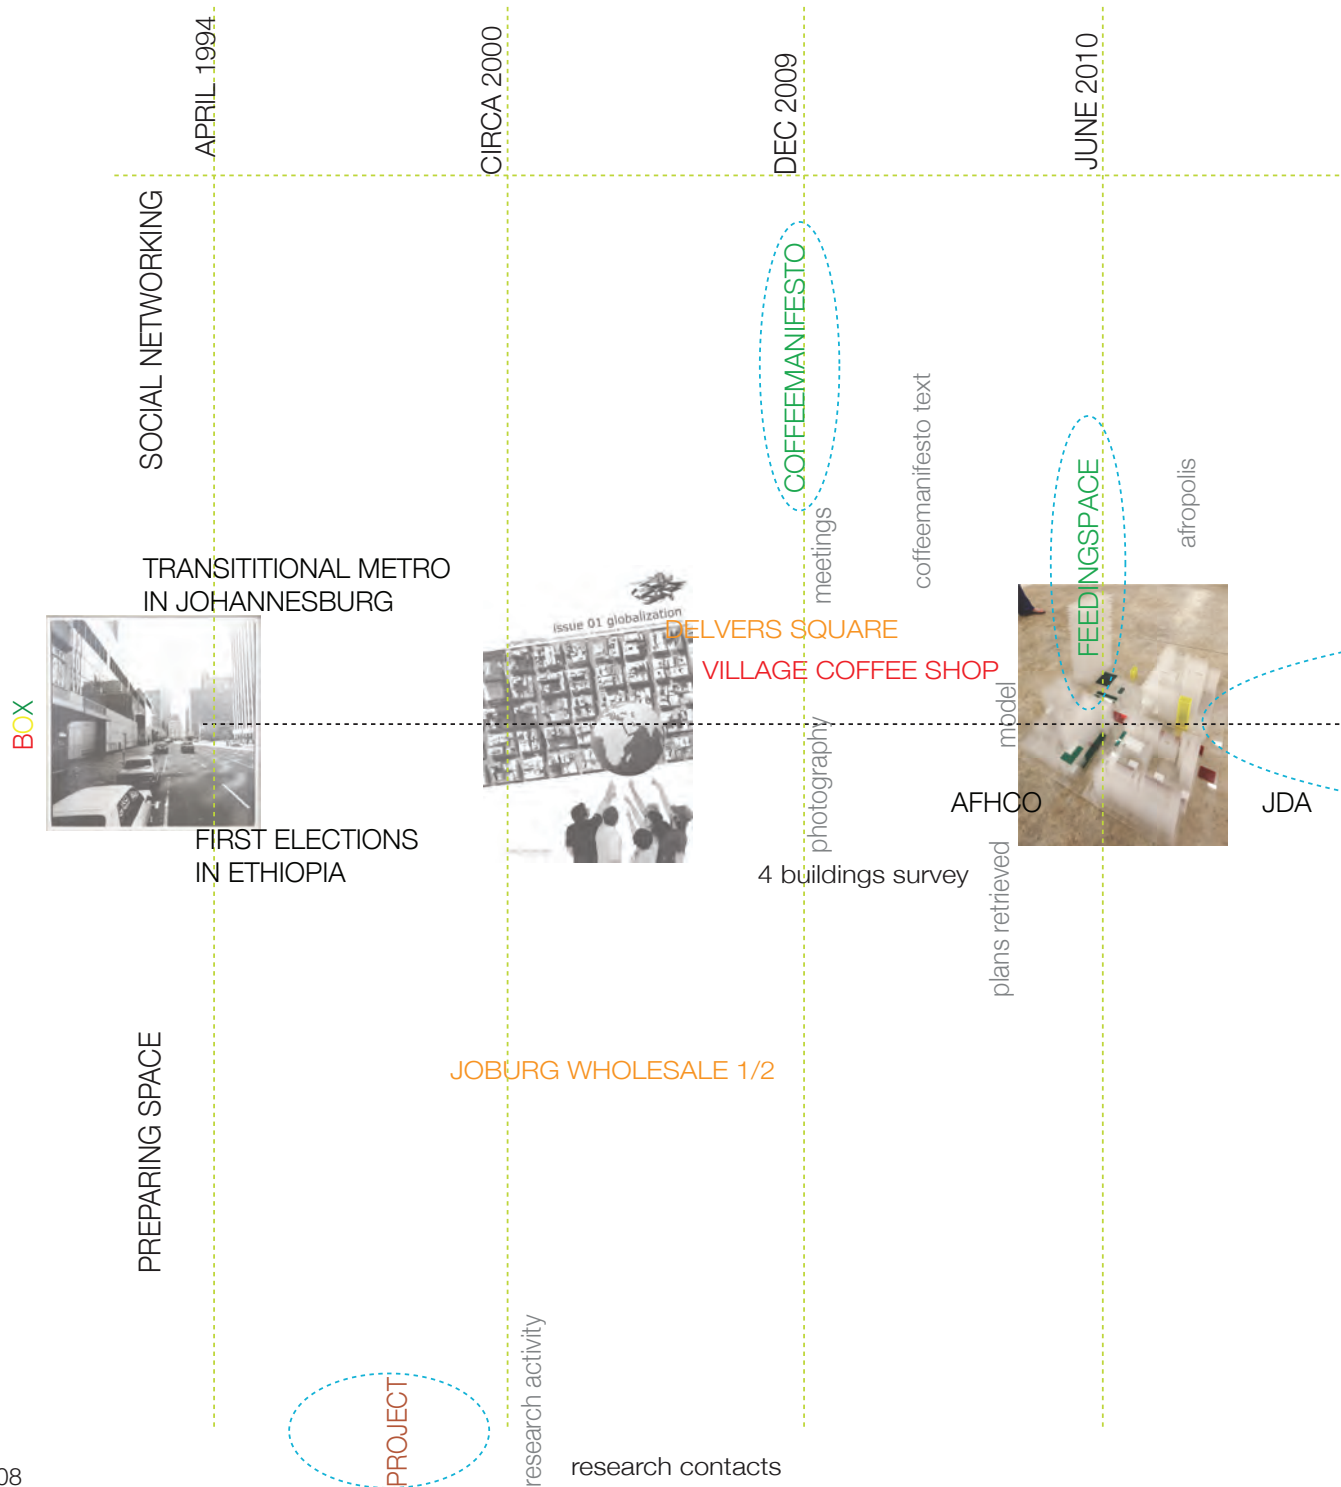 APRIL 1994
CIRCA 2000
DEC 2009
JUNE 2010
SOCIAL NETWORKING
COFFEEMANIFESTO
coffeemanifesto text
FEEDINGSPACE
afropolis
meetings
TRANSITITIONAL METRO
IN JOHANNESBURG
issue 01 globalization
DELVERS SQUARE
VILLAGE COFFEE SHOP
BOX
model
photography
AFHCO
JDA
FIRST ELECTIONS
IN ETHIOPIA
4 buildings survey
plans retrieved
PREPARING SPACE
JOBURG WHOLESALE 1/2
PROJECT
research activity
research contacts
08